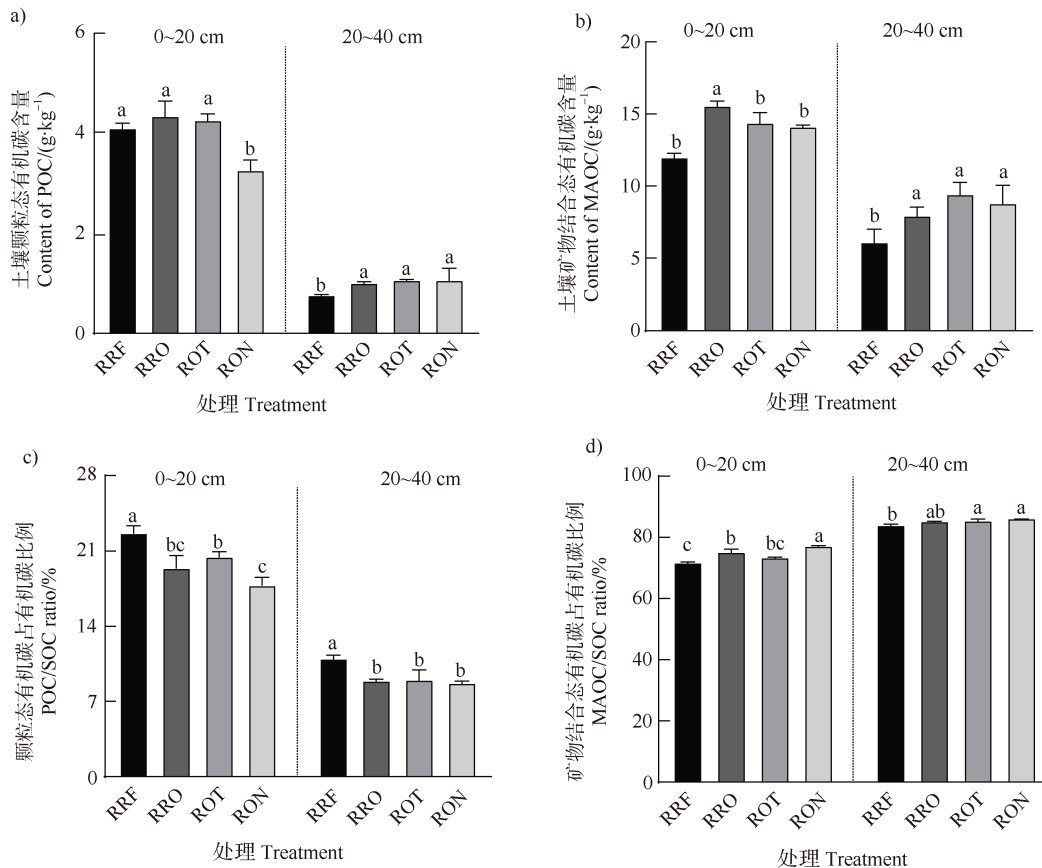 a)
0~20 cm
20~40 cm
土壤颗粒态有机碳含量
Content of POC/(g·kg⁻¹)
6
4
2
0
a
a
a
b
b
a
a
a
RRF
RRO
ROT
RON
RRF
RRO
ROT
RON
处理 Treatment
b)
0~20 cm
20~40 cm
土壤矿物结合态有机碳含量
Content of MAOC/(g·kg⁻¹)
20
15
10
5
0
b
a
b
b
b
a
a
a
RRF
RRO
ROT
RON
RRF
RRO
ROT
RON
处理 Treatment
c)
0~20 cm
20~40 cm
颗粒态有机碳占有机碳比例
POC/SOC ratio/%
28
21
14
7
0
a
bc
b
c
a
b
b
b
RRF
RRO
ROT
RON
RRF
RRO
ROT
RON
处理 Treatment
d)
0~20 cm
20~40 cm
矿物结合态有机碳占有机碳比例
MAOC/SOC ratio/%
100
80
60
40
20
0
c
b
bc
a
b
ab
a
a
RRF
RRO
ROT
RON
RRF
RRO
ROT
RON
处理 Treatment